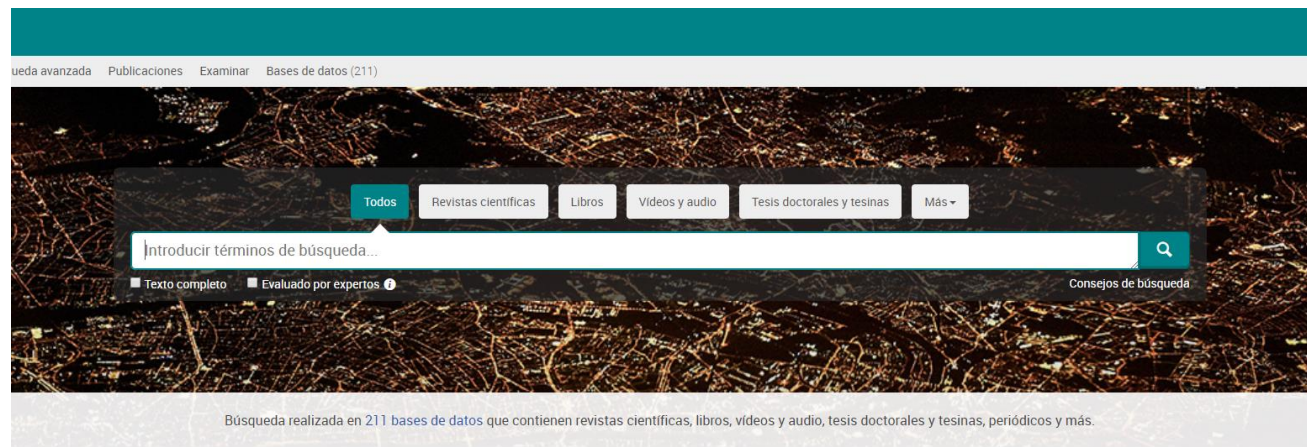 ueda avanzada Publicaciones Examinar Bases de datos (211)
Todos Revistas científicas Libros Vídeos y audio Tesis doctorales y tesinas Más
Introducir términos de búsqueda...
Texto completo Evaluado por expertos i Consejos de búsqueda
Búsqueda realizada en 211 bases de datos que contienen revistas científicas, libros, vídeos y audio, tesis doctorales y tesinas, periódicos y más.